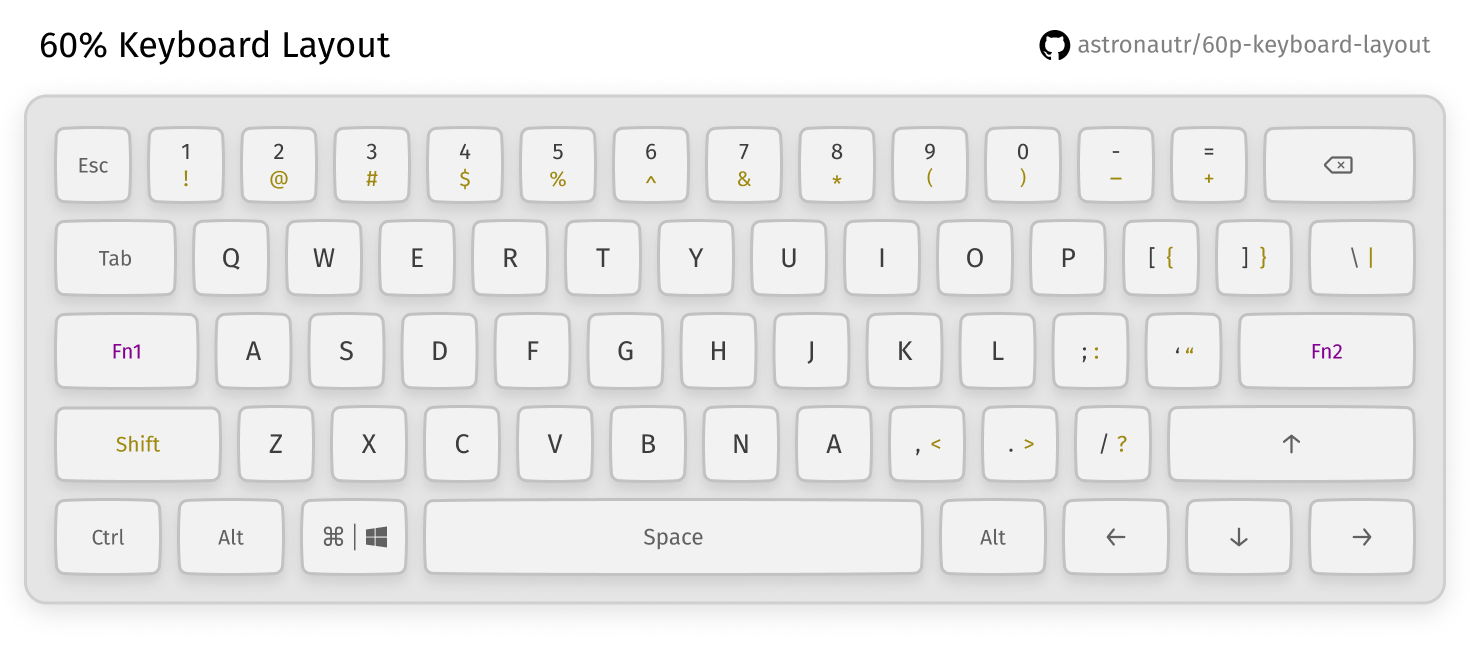 60% Keyboard Layout
astronautr/60p-keyboard-layout
Esc 1 ! 2 @ 3 # 4 $ 5 % 6 ^ 7 & 8 * 9 ( 0 ) - – = +
Tab Q W E R T Y U I O P [ { ] } \ |
Fn1 A S D F G H J K L ; : ‘ “ Fn2
Shift Z X C V B N A , < . > / ? ↑
Ctrl Alt ⌘ | Space Alt ← ↓ →